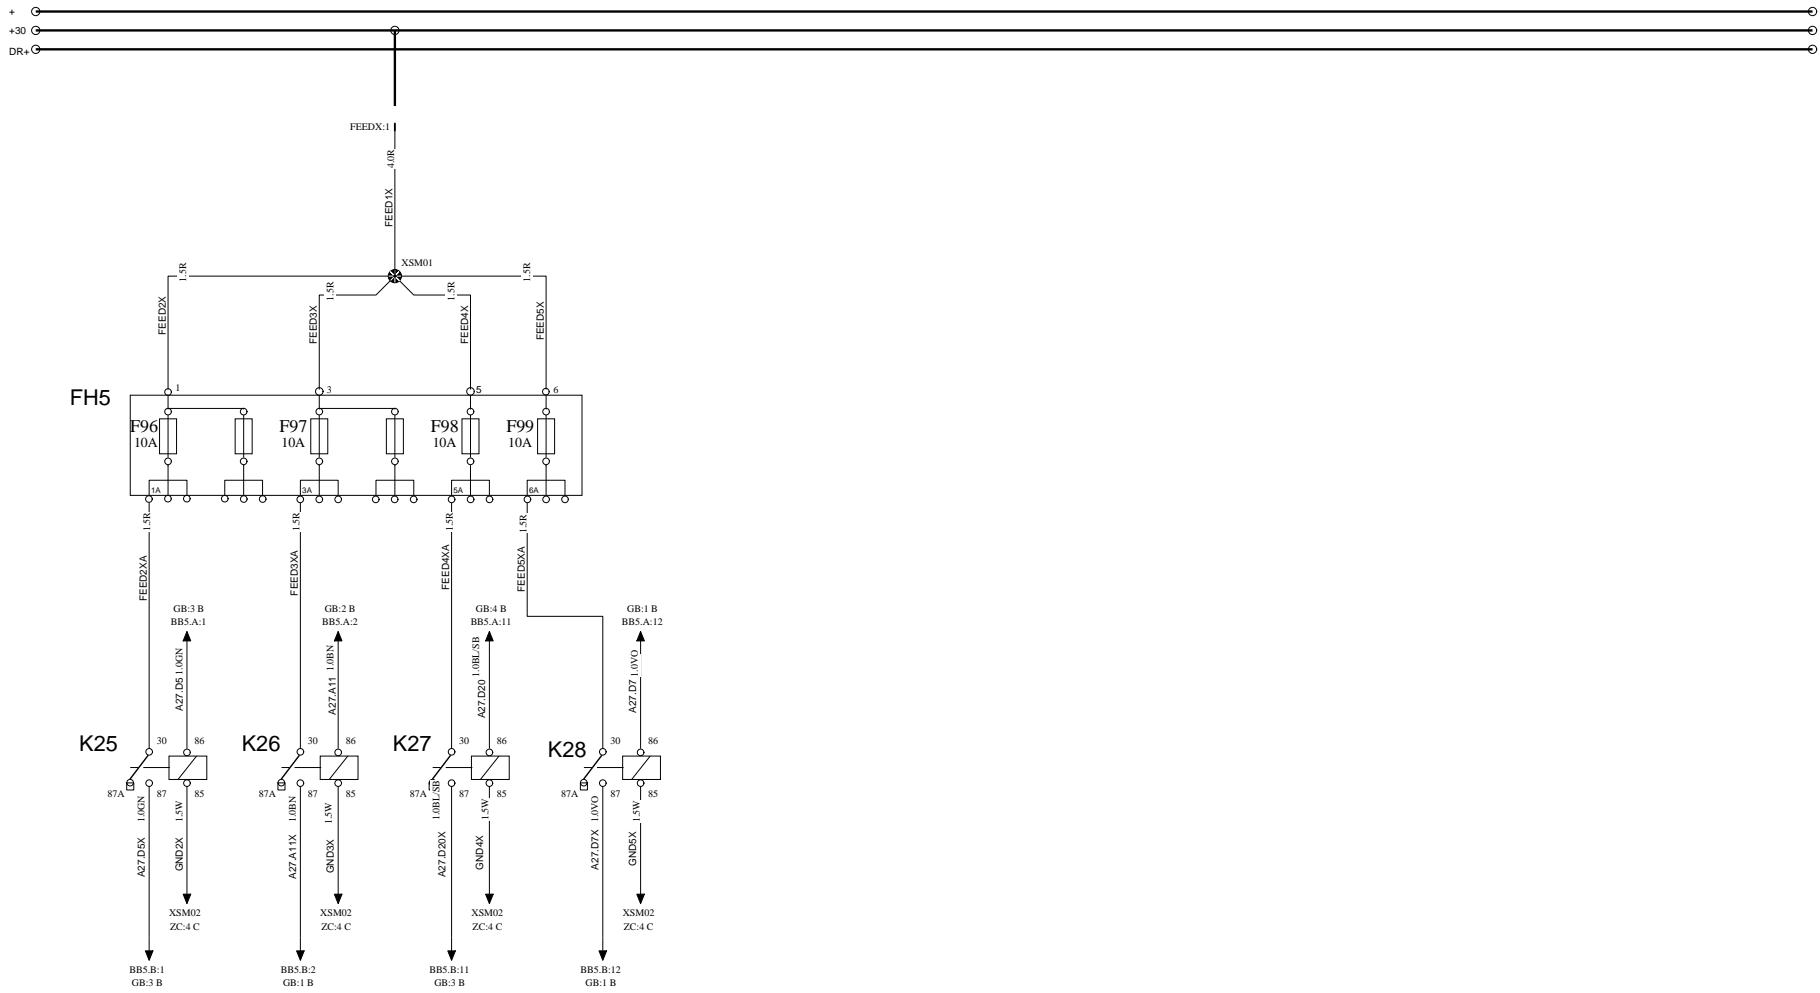 +
+30
DR+
FEEDX:1
4.0R
FEED1X
XSM01
1.5R
1.5R
1.5R
1.5R
FEED2X
FEED3X
FEED4X
FEED5X
FH5
1
3
5
6
F96
10A
F97
10A
F98
10A
F99
10A
1A
3A
5A
6A
1.5R
1.5R
1.5R
1.5R
FEED2XA
FEED3XA
FEED4XA
FEED5XA
GB:3 B
BB5.A:1
GB:2 B
BB5.A:2
GB:4 B
BB5.A:11
GB:1 B
BB5.A:12
A27.D5 1.0GN
A27.A11 1.0BN
A27.D20 1.0BL/SB
A27.D7 1.0VO
K25
30
86
87A
87
85
K26
30
86
87A
87
85
K27
30
86
87A
87
85
K28
30
86
87A
87
85
1.0GN
1.5W
1.0BN
1.5W
1.0BL/SB
1.5W
1.0VO
1.5W
A27.D5X
GND2X
A27.A11X
GND3X
A27.D20X
GND4X
A27.D7X
GND5X
XSM02
ZC:4 C
XSM02
ZC:4 C
XSM02
ZC:4 C
XSM02
ZC:4 C
BB5.B:1
GB:3 B
BB5.B:2
GB:1 B
BB5.B:11
GB:3 B
BB5.B:12
GB:1 B